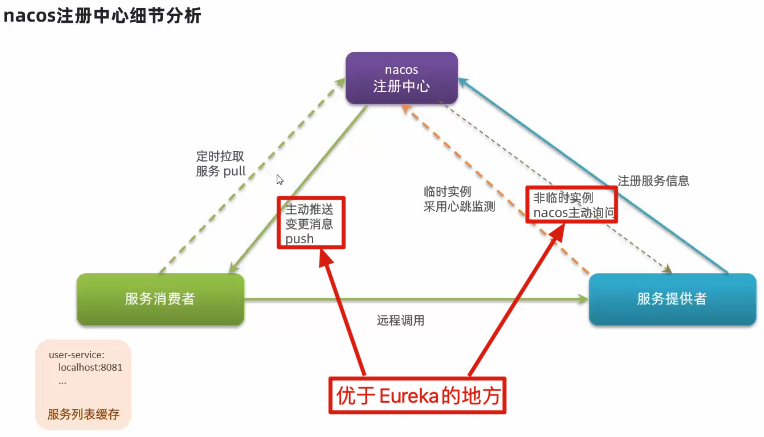 nacos注册中心细节分析
nacos
注册中心
定时拉取
服务 pull
主动推送
变更消息
push
临时实例
采用心跳监测
非临时实例
nacos主动询问
注册服务信息
服务消费者
服务提供者
远程调用
user-service:
localhost:8081
...
服务列表缓存
优于Eureka的地方